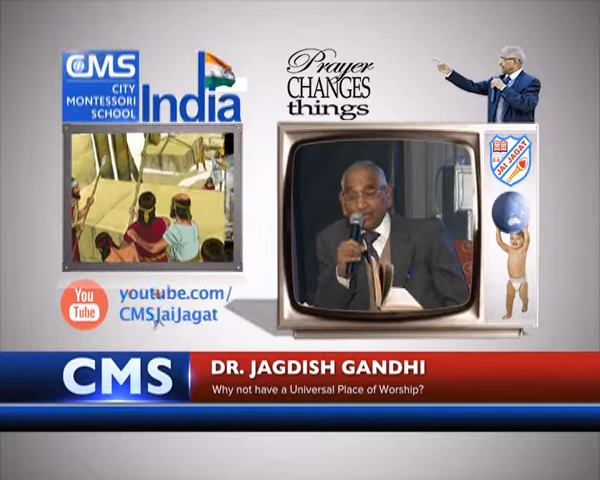 CMS
CITY
MONTESSORI
SCHOOL
India
Prayer
CHANGES
things
JAI JAGAT
You
Tube
youtube.com/
CMSJaiJagat
CMS
DR. JAGDISH GANDHI
Why not have a Universal Place of Worship?